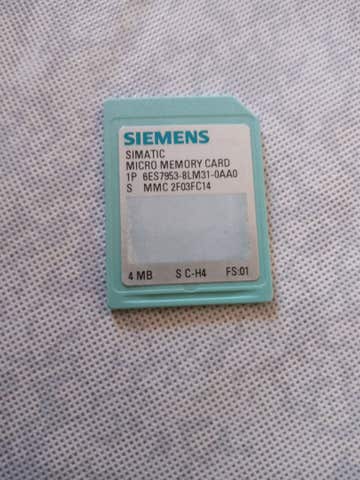 SIEMENS
SIMATIC
MICRO MEMORY CARD
1P 6ES7953-8LM31-0AA0
S MMC 2F03FC14
4 MB S C-H4 FS:01